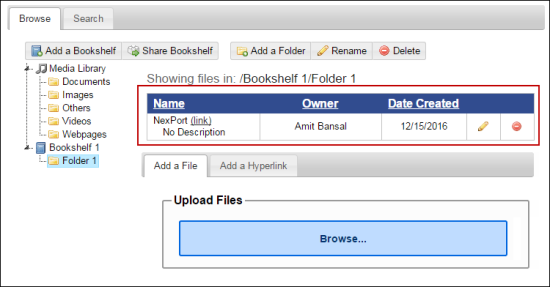 Browse Search
Add a Bookshelf Share Bookshelf Add a Folder Rename Delete
Media Library
Documents
Images
Others
Videos
Webpages
Bookshelf 1
Folder 1
Showing files in: /Bookshelf 1/Folder 1
Name Owner Date Created
NexPort (link) Amit Bansal 12/15/2016
No Description
Add a File Add a Hyperlink
Upload Files
Browse...